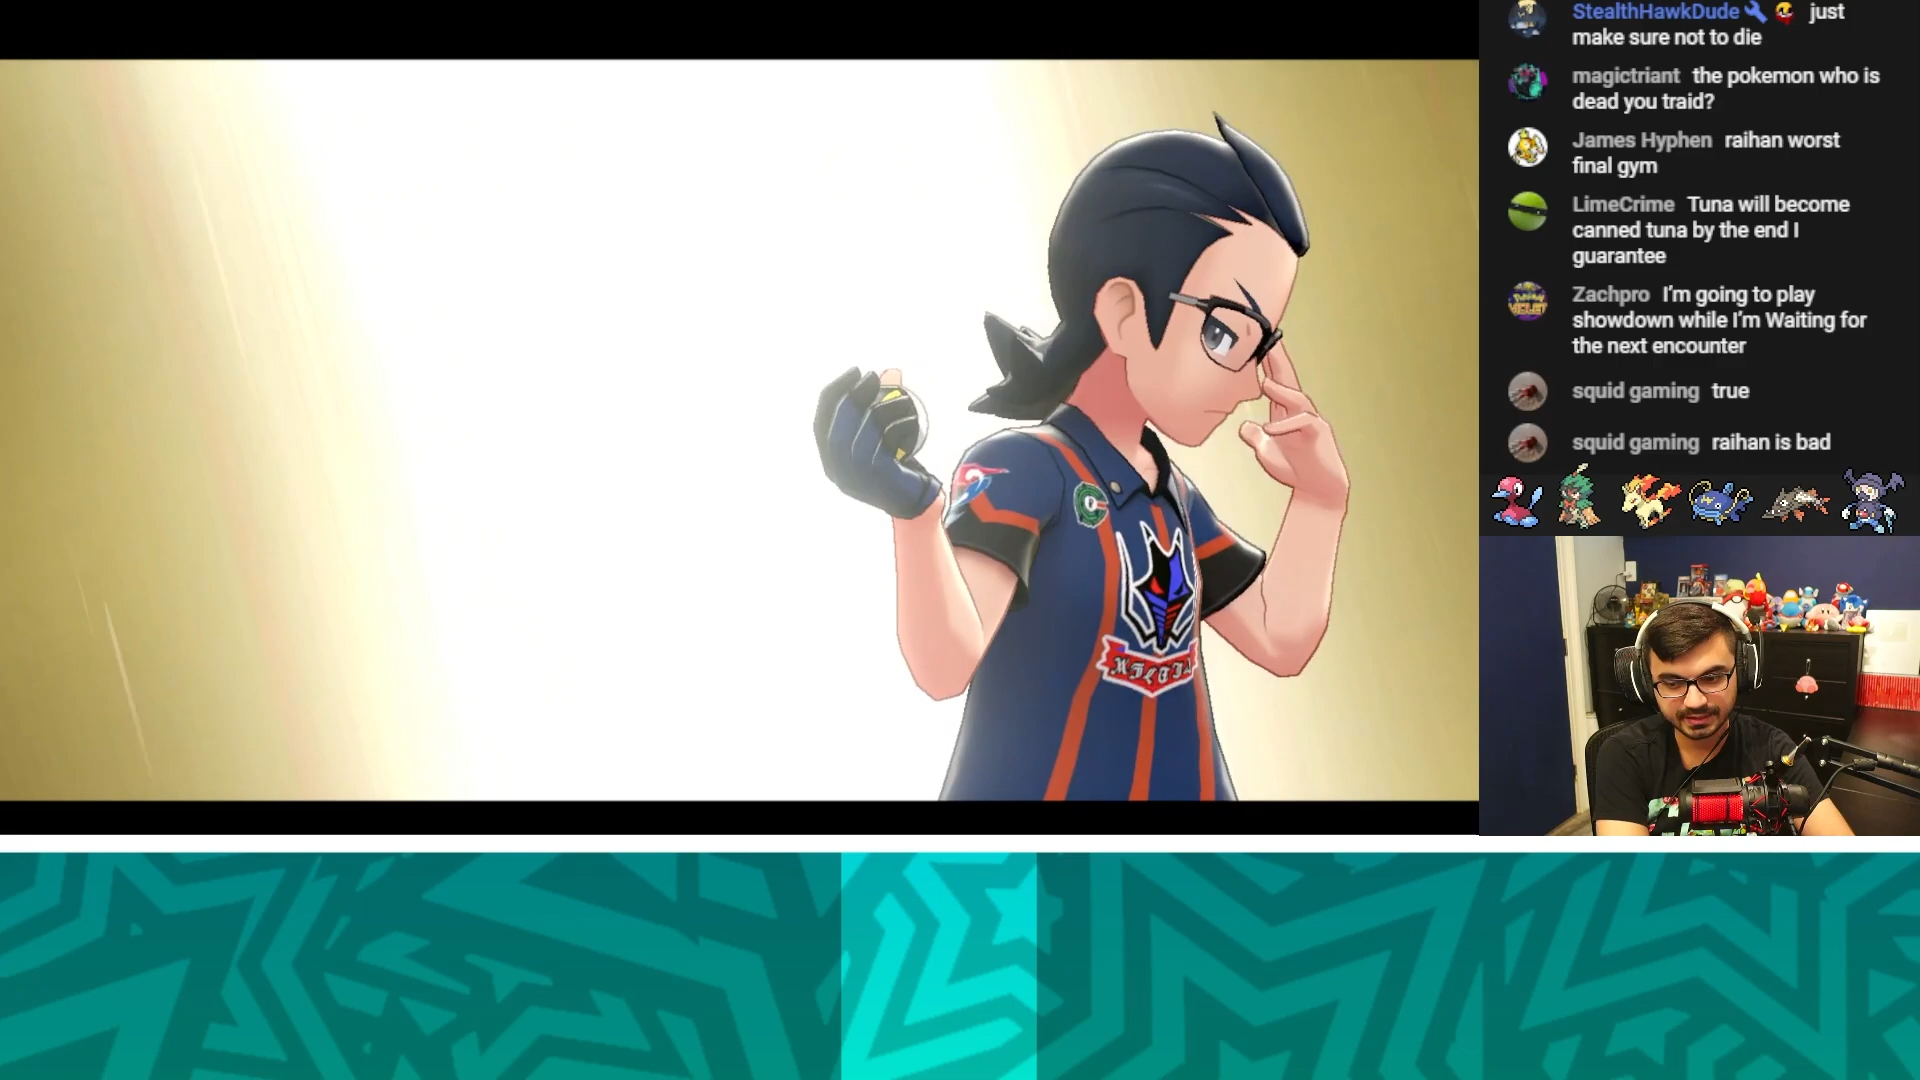 StealthHawkDude just
make sure not to die
magictriant the pokemon who is
dead you traid?
James Hyphen raihan worst
final gym
LimeCrime Tuna will become
canned tuna by the end I
guarantee
Zachpro I'm going to play
showdown while I'm Waiting for
the next encounter
squid gaming true
squid gaming raihan is bad